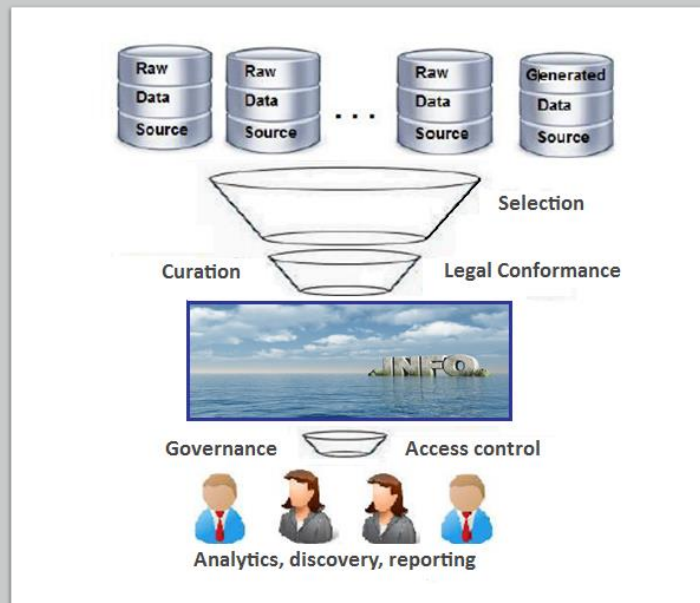 Raw
Data
Source
Raw
Data
Source
...
Raw
Data
Source
Generated
Data
Source
Selection
Curation
Legal Conformance
INFO
Governance
Access control
Analytics, discovery, reporting